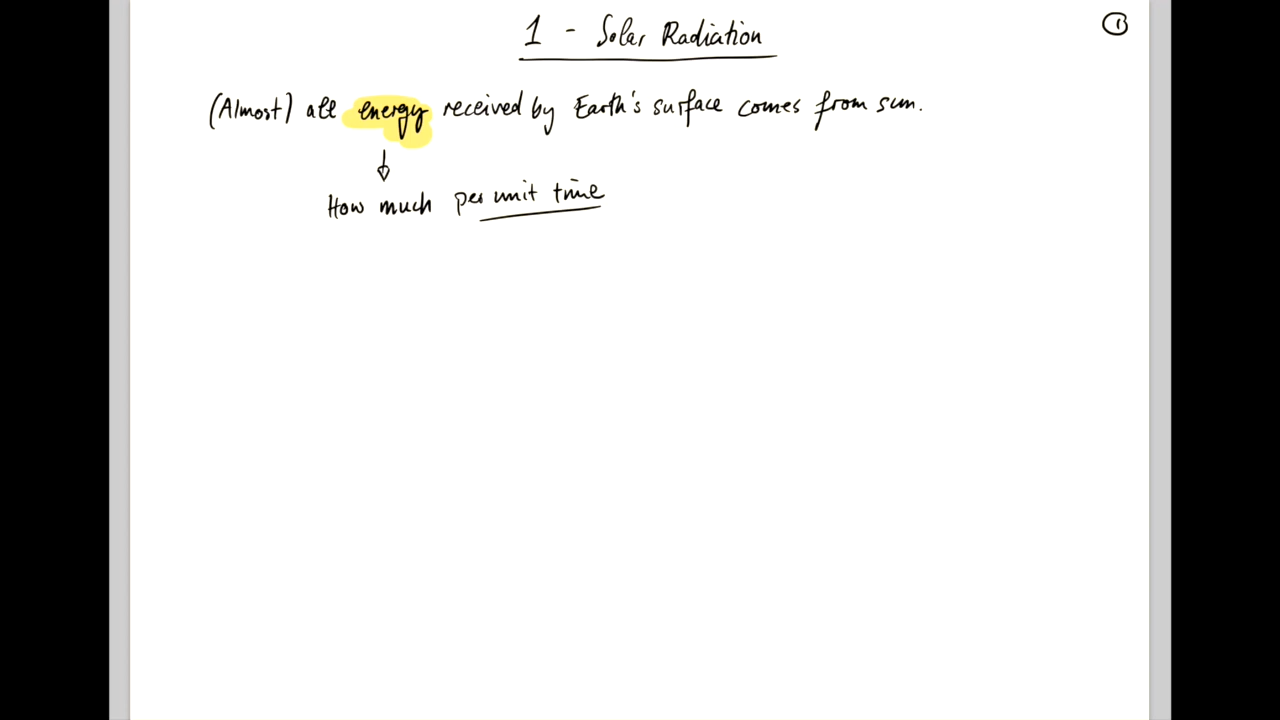 1 - Solar Radiation
①
(Almost) all energy received by Earth's surface comes from sun.
↓
How much per unit time